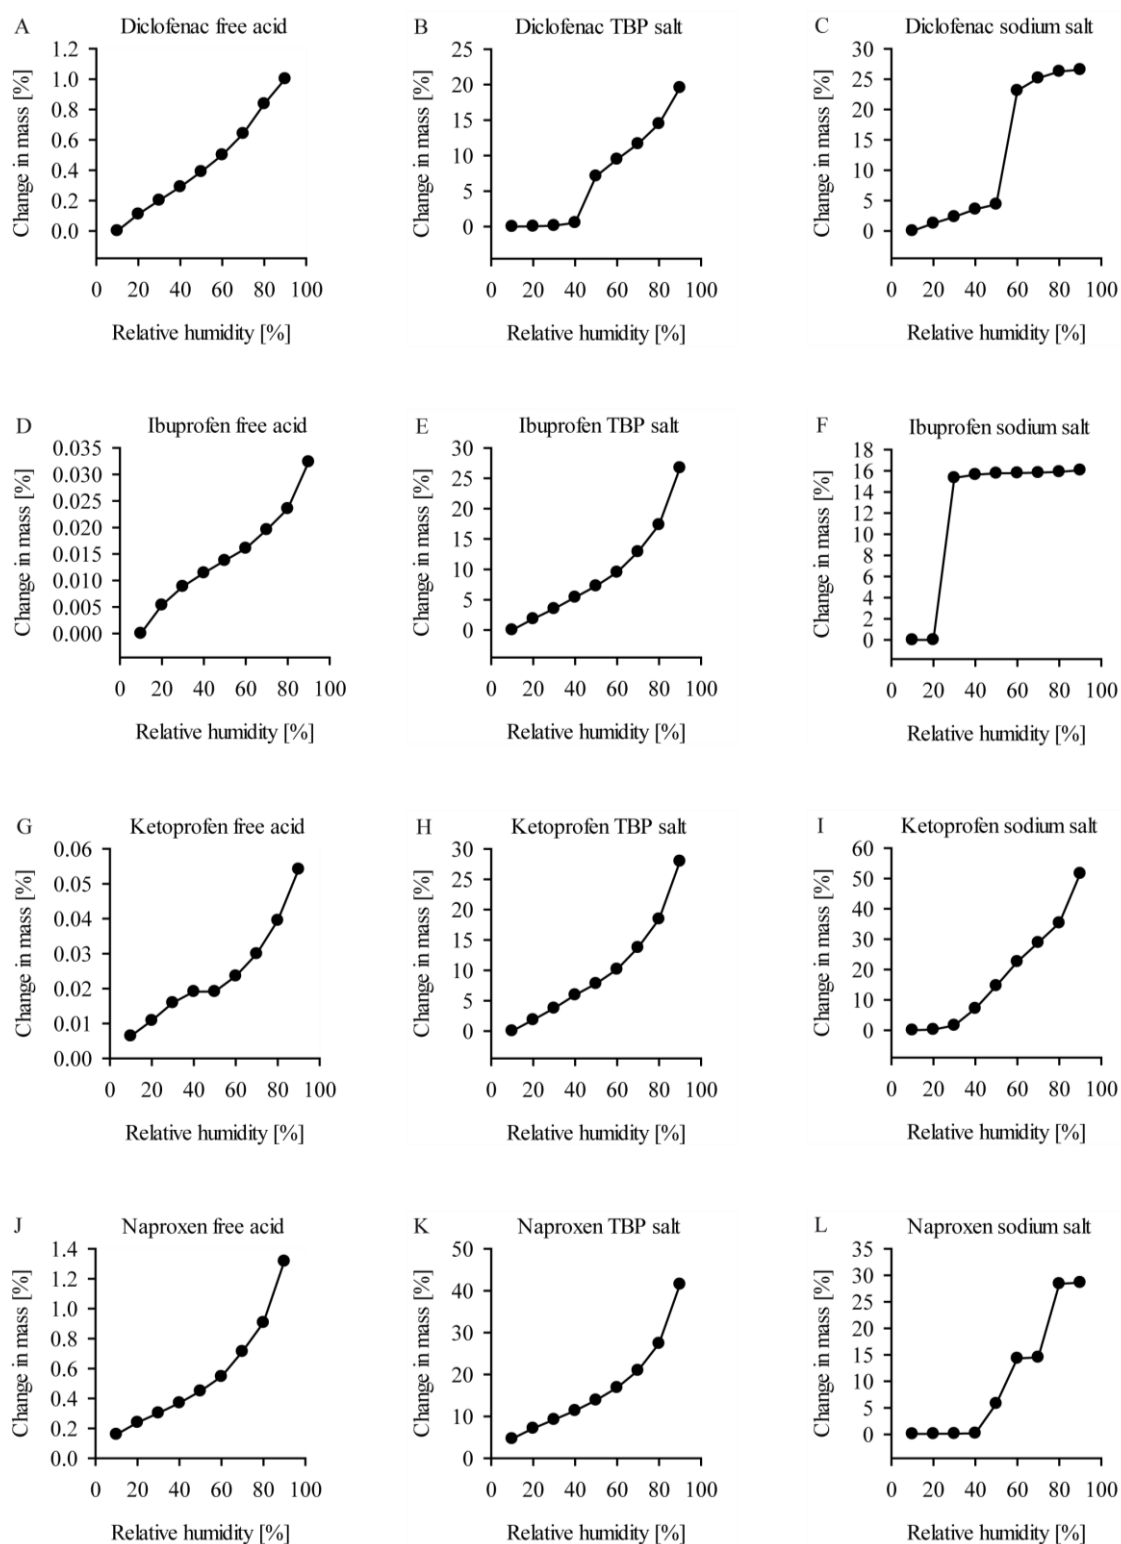 A Diclofenac free acid
Change in mass [%]
1.2
1.0
0.8
0.6
0.4
0.2
0.0
0 20 40 60 80 100
Relative humidity [%]
B Diclofenac TBP salt
Change in mass [%]
25
20
15
10
5
0
0 20 40 60 80 100
Relative humidity [%]
C Diclofenac sodium salt
Change in mass [%]
30
25
20
15
10
5
0
0 20 40 60 80 100
Relative humidity [%]
D Ibuprofen free acid
Change in mass [%]
0.035
0.030
0.025
0.020
0.015
0.010
0.005
0.000
0 20 40 60 80 100
Relative humidity [%]
E Ibuprofen TBP salt
Change in mass [%]
30
25
20
15
10
5
0
0 20 40 60 80 100
Relative humidity [%]
F Ibuprofen sodium salt
Change in mass [%]
18
16
14
12
10
8
6
4
2
0
0 20 40 60 80 100
Relative humidity [%]
G Ketoprofen free acid
Change in mass [%]
0.06
0.05
0.04
0.03
0.02
0.01
0.00
0 20 40 60 80 100
Relative humidity [%]
H Ketoprofen TBP salt
Change in mass [%]
30
25
20
15
10
5
0
0 20 40 60 80 100
Relative humidity [%]
I Ketoprofen sodium salt
Change in mass [%]
60
50
40
30
20
10
0
0 20 40 60 80 100
Relative humidity [%]
J Naproxen free acid
Change in mass [%]
1.4
1.2
1.0
0.8
0.6
0.4
0.2
0.0
0 20 40 60 80 100
Relative humidity [%]
K Naproxen TBP salt
Change in mass [%]
50
40
30
20
10
0
0 20 40 60 80 100
Relative humidity [%]
L Naproxen sodium salt
Change in mass [%]
35
30
25
20
15
10
5
0
0 20 40 60 80 100
Relative humidity [%]